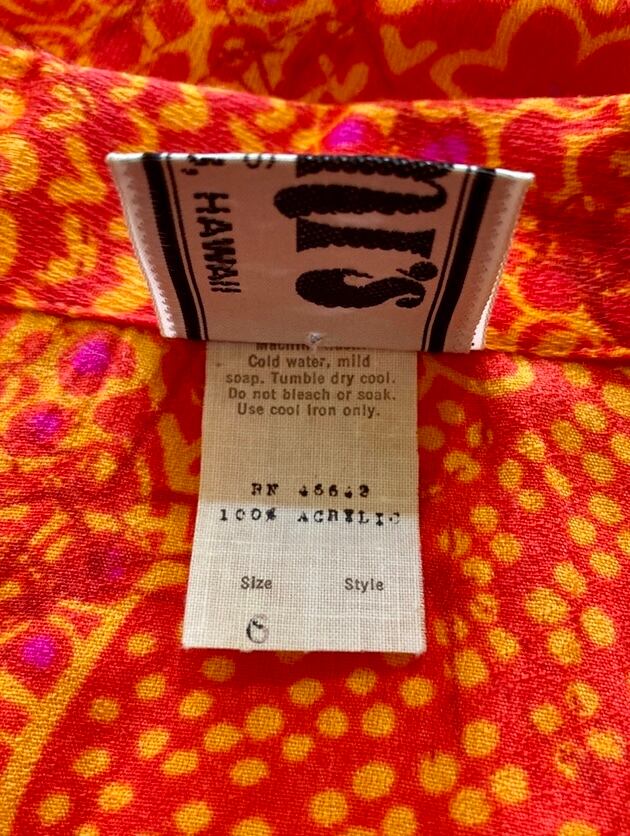 S
, HAWAII
m
r's
Cold water, mild
soap. Tumble dry cool.
Do not bleach or soak.
Use cool iron only.
RN
100% ACRYLIC
Size Style
6